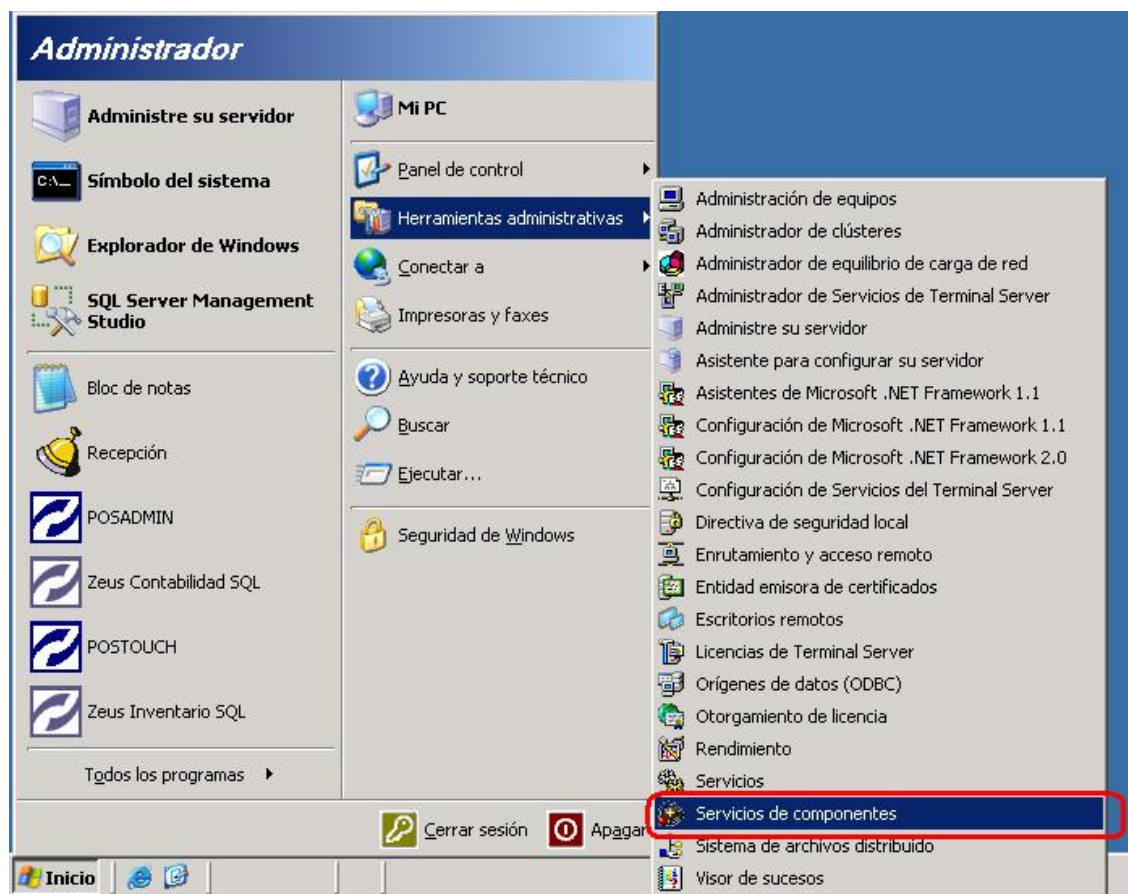 Administrador
Administre su servidor
Símbolo del sistema
Explorador de Windows
SQL Server Management
Studio
Bloc de notas
Recepción
POSADMIN
Zeus Contabilidad SQL
POSTOUCH
Zeus Inventario SQL
Todos los programas
Mi PC
Panel de control
Herramientas administrativas
Conectar a
Impresoras y faxes
Ayuda y soporte técnico
Buscar
Ejecutar...
Seguridad de Windows
Administración de equipos
Administrador de clústeres
Administrador de equilibrio de carga de red
Administrador de Servicios de Terminal Server
Administre su servidor
Asistente para configurar su servidor
Asistentes de Microsoft .NET Framework 1.1
Configuración de Microsoft .NET Framework 1.1
Configuración de Microsoft .NET Framework 2.0
Configuración de Servicios del Terminal Server
Directiva de seguridad local
Enrutamiento y acceso remoto
Entidad emisora de certificados
Escritorios remotos
Licencias de Terminal Server
Orígenes de datos (ODBC)
Otorgamiento de licencia
Rendimiento
Servicios
Servicios de componentes
Sistema de archivos distribuido
Visor de sucesos
Cerrar sesión
Apagar
Inicio